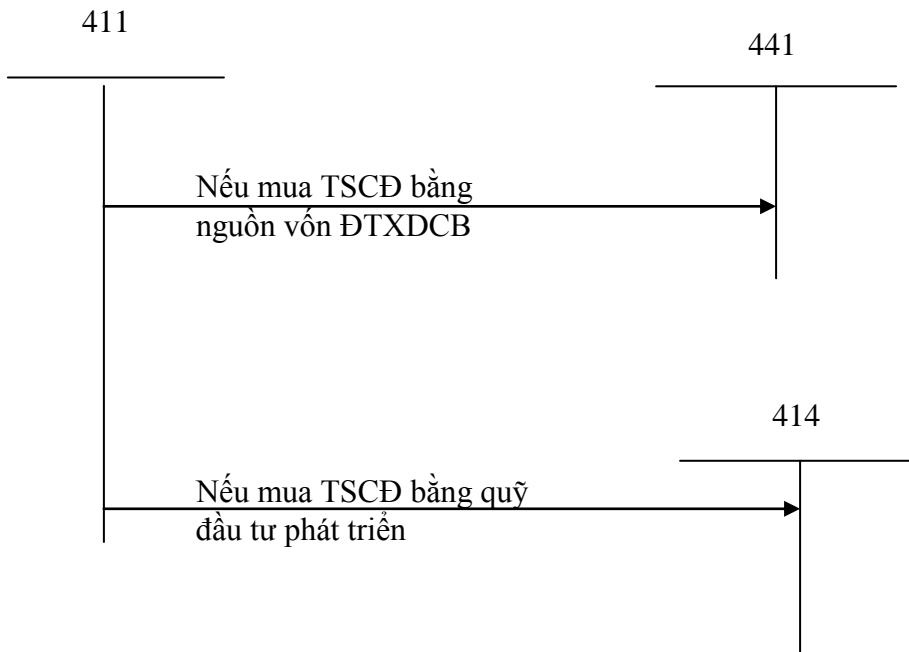 411
441
Nếu mua TSCĐ bằng
nguồn vốn ĐTXDCB
414
Nếu mua TSCĐ bằng quỹ
đầu tư phát triển